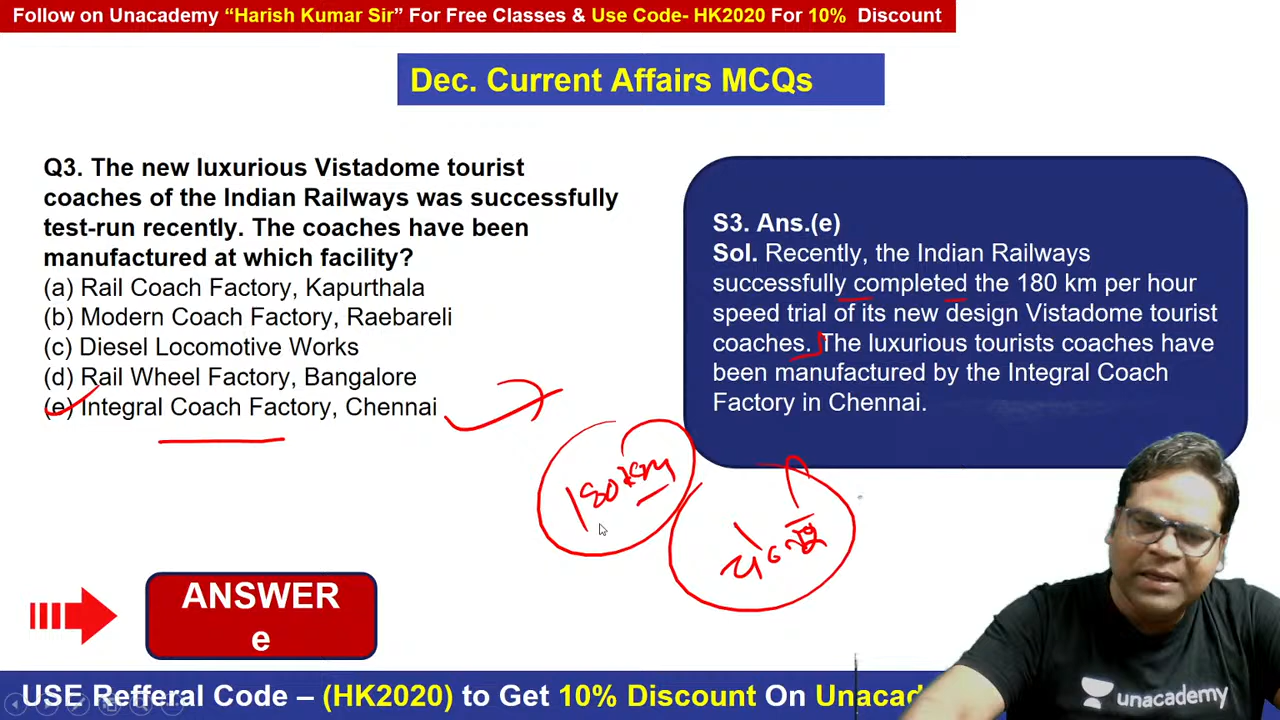 Follow on Unacademy “Harish Kumar Sir” For Free Classes & Use Code- HK2020 For 10% Discount
Dec. Current Affairs MCQs
Q3. The new luxurious Vistadome tourist
coaches of the Indian Railways was successfully
test-run recently. The coaches have been
manufactured at which facility?
(a) Rail Coach Factory, Kapurthala
(b) Modern Coach Factory, Raebareli
(c) Diesel Locomotive Works
(d) Rail Wheel Factory, Bangalore
(e) Integral Coach Factory, Chennai
S3. Ans.(e)
Sol. Recently, the Indian Railways
successfully completed the 180 km per hour
speed trial of its new design Vistadome tourist
coaches. The luxurious tourists coaches have
been manufactured by the Integral Coach
Factory in Chennai.
180 km
ANSWER
e
unacademy
USE Refferal Code – (HK2020) to Get 10% Discount On Unacad